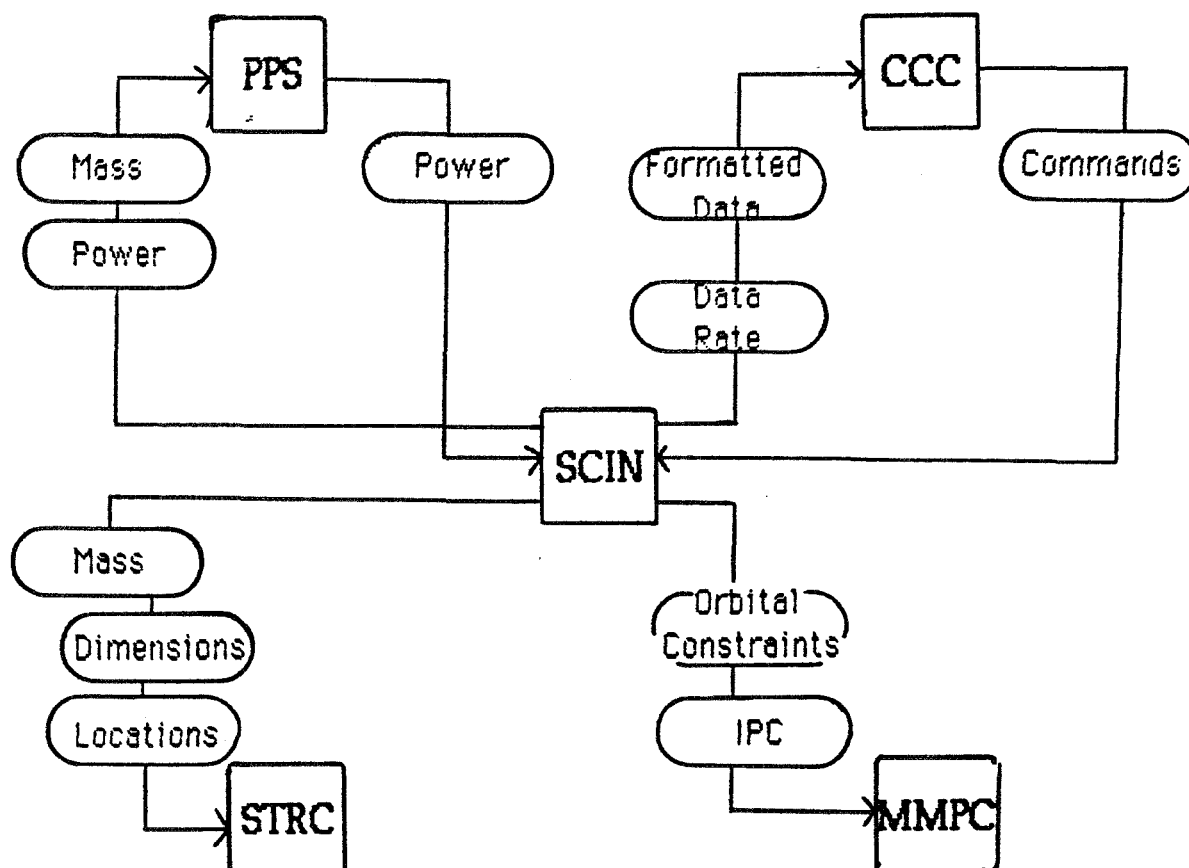 PPS
CCC
Mass
Power
Formatted
Data
Commands
Power
Data
Rate
SCIN
Mass
Orbital
Constraints
Dimensions
Locations
IPC
STRC
MMPC